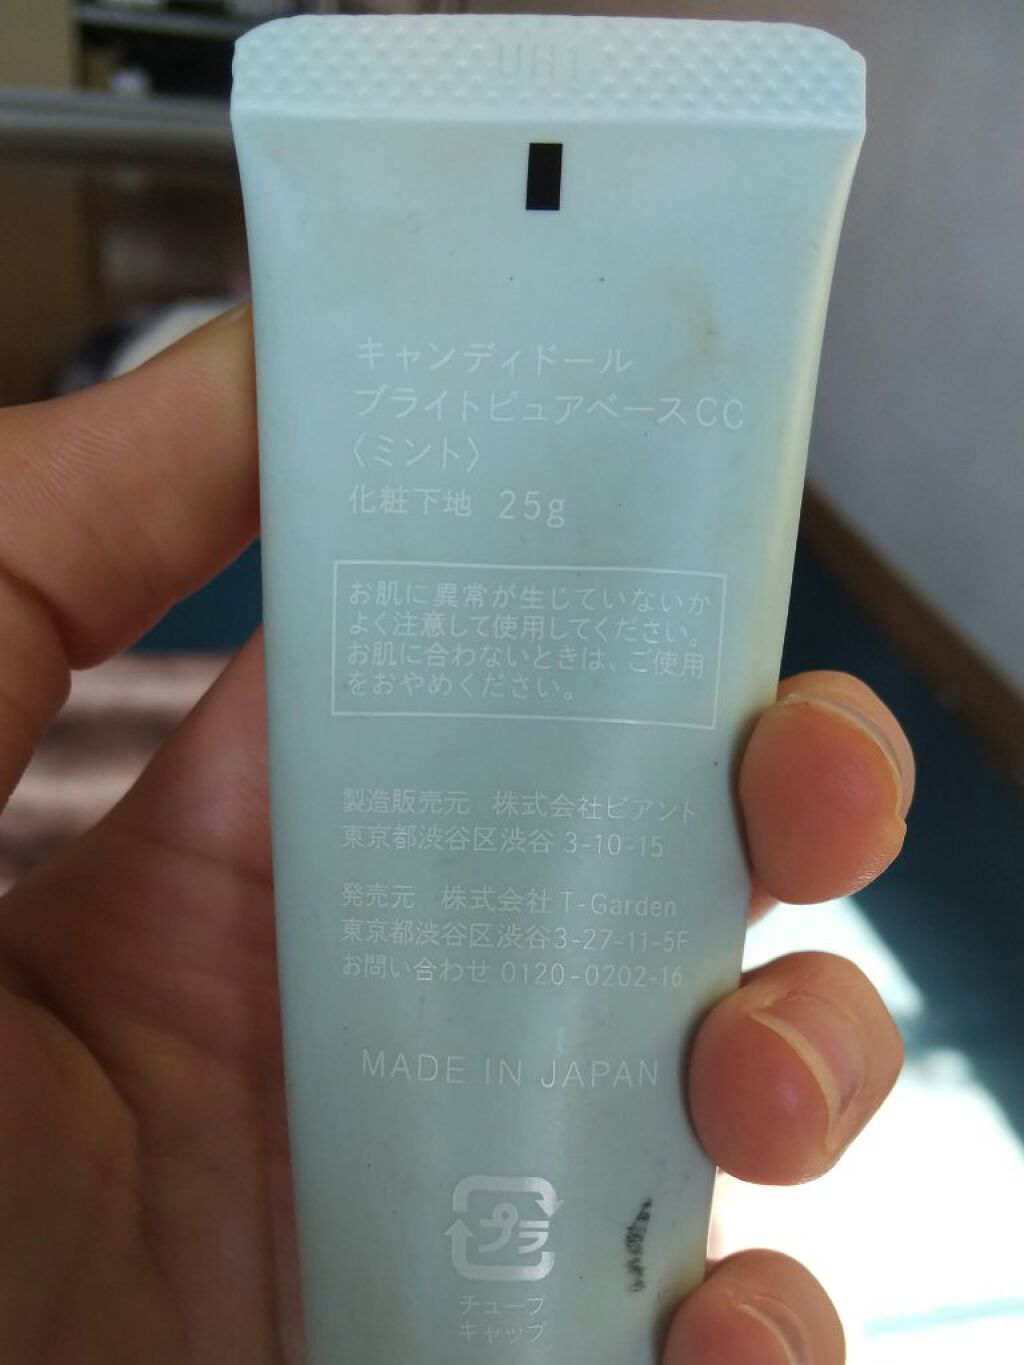 UH1
キャンディドール
ブライトピュアベースCC
〈ミント〉
化粧下地 25g
お肌に異常が生じていないか
よく注意して使用してください。
お肌に合わないときは、ご使用
をおやめください。
製造販売元 株式会社ピアント
東京都渋谷区渋谷 3-10-15
発売元 株式会社 T-Garden
東京都渋谷区渋谷3-27-11-5F
お問い合わせ 0120-0202-16
MADE IN JAPAN
プラ
チューブ
キャップ